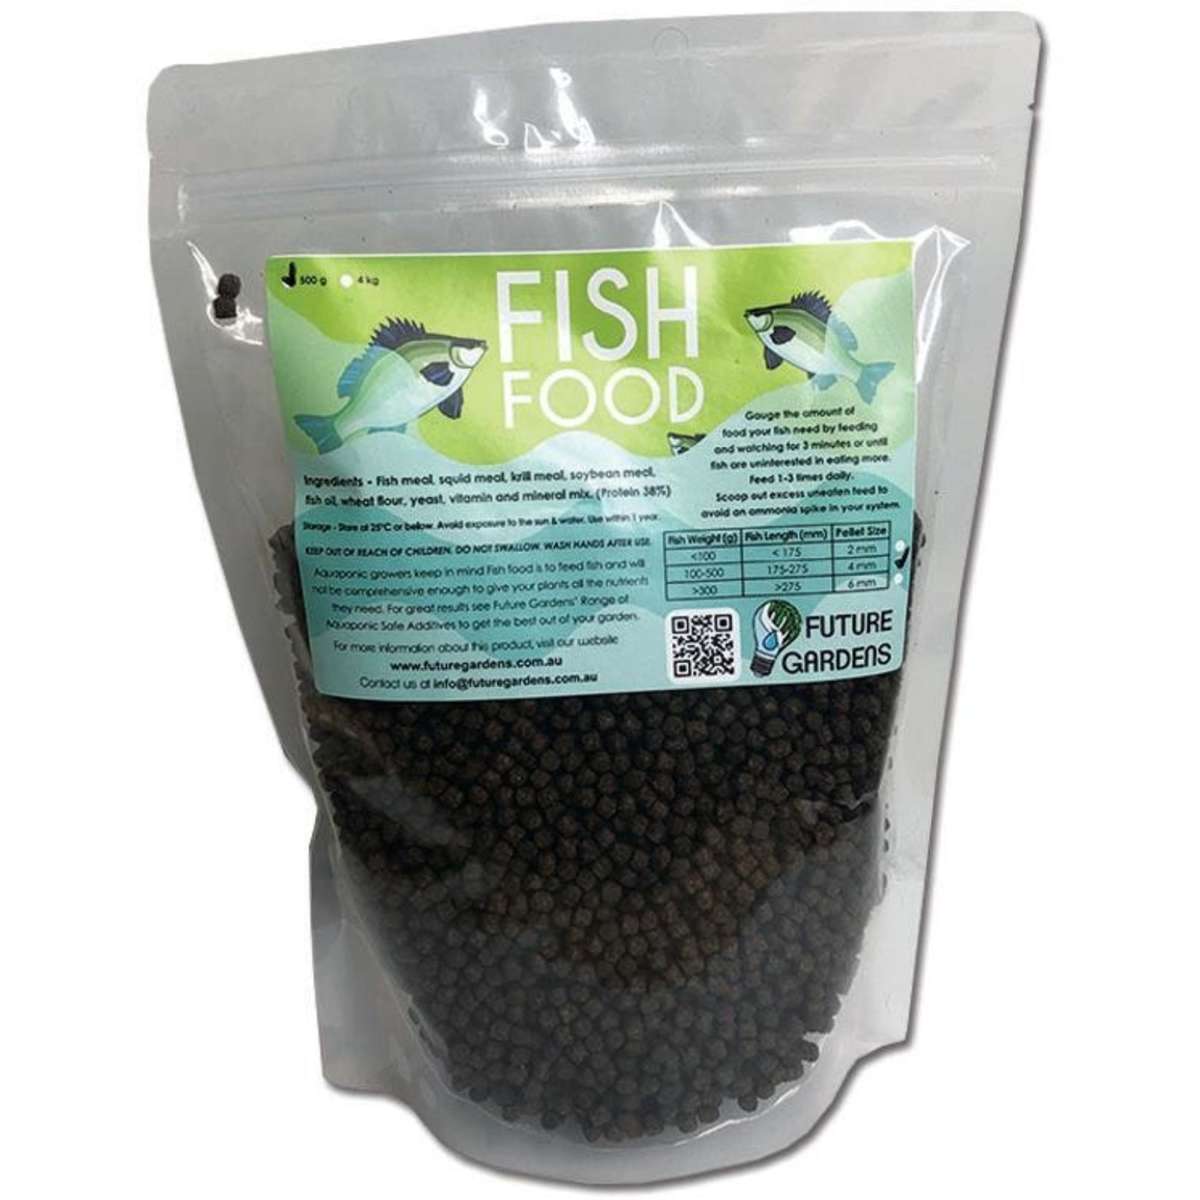 500 g 4 kg
FISH
FOOD
Gauge the amount of
food your fish need by feeding
and watching for 3 minutes or until
fish are uninterested in eating more.
Feed 1-3 times daily.
Scoop out excess uneaten feed to
avoid an ammonia spike in your system.
Ingredients - Fish meal, squid meal, krill meal, soybean meal,
fish oil, wheat flour, yeast, vitamin and mineral mix. (Protein 38%)
Storage - Store at 25°C or below. Avoid exposure to the sun & water. Use within 1 year.
KEEP OUT OF REACH OF CHILDREN. DO NOT SWALLOW. WASH HANDS AFTER USE.
Aquaponic growers keep in mind Fish food is to feed fish and will
not be comprehensive enough to give your plants all the nutrients
they need. For great results see Future Gardens' Range of
Aquaponic Safe Additives to get the best out of your garden.
For more information about this product, visit our website
www.futuregardens.com.au
Contact us at info@futuregardens.com.au
Fish Weight (g) Fish Length (mm) Pellet Size
<100 < 175 2 mm
100-500 175-275 4 mm
>300 >275 6 mm
FUTURE
GARDENS